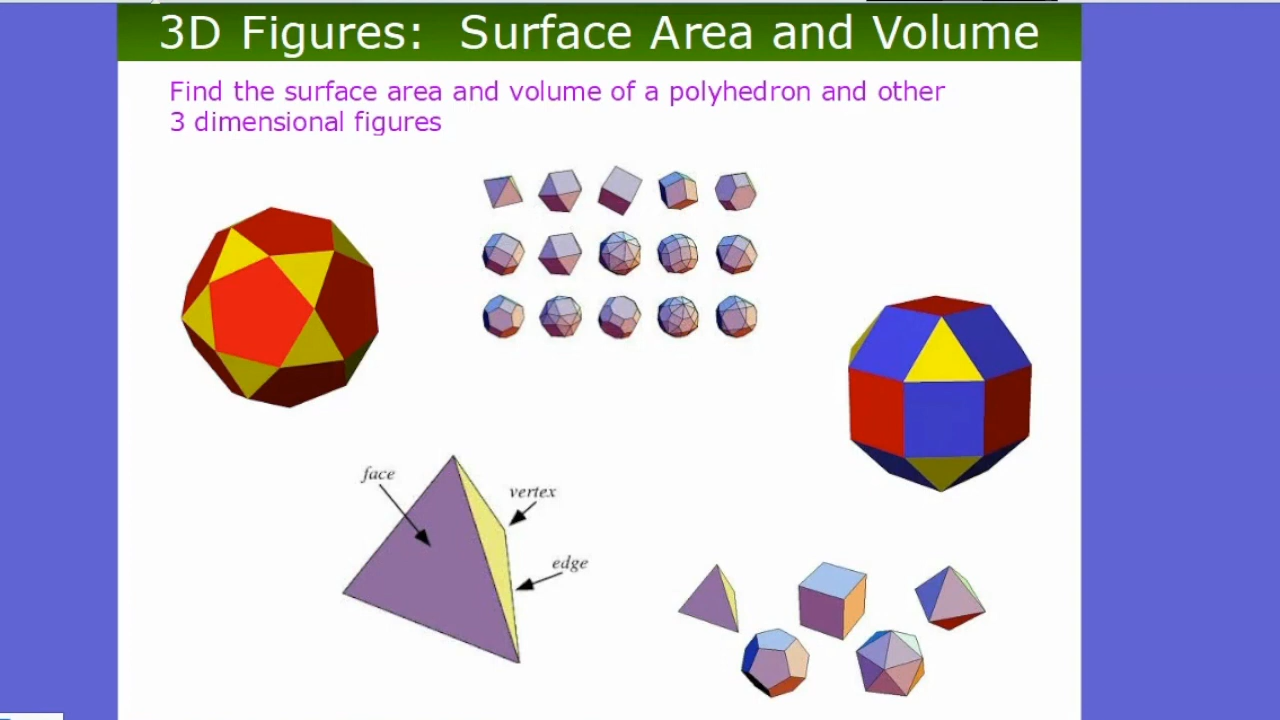 3D Figures: Surface Area and Volume
Find the surface area and volume of a polyhedron and other
3 dimensional figures
face
vertex
edge